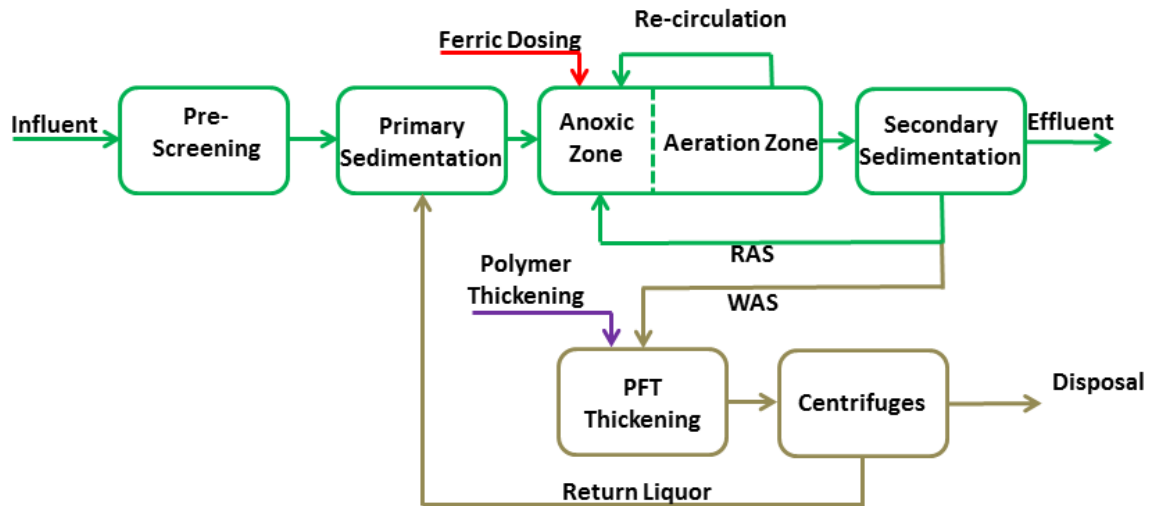 Re-circulation
Ferric Dosing
Influent
Pre-
Screening
Primary
Sedimentation
Anoxic
Zone
Aeration Zone
Secondary
Sedimentation
Effluent
RAS
Polymer
Thickening
WAS
PFT
Thickening
Centrifuges
Disposal
Return Liquor